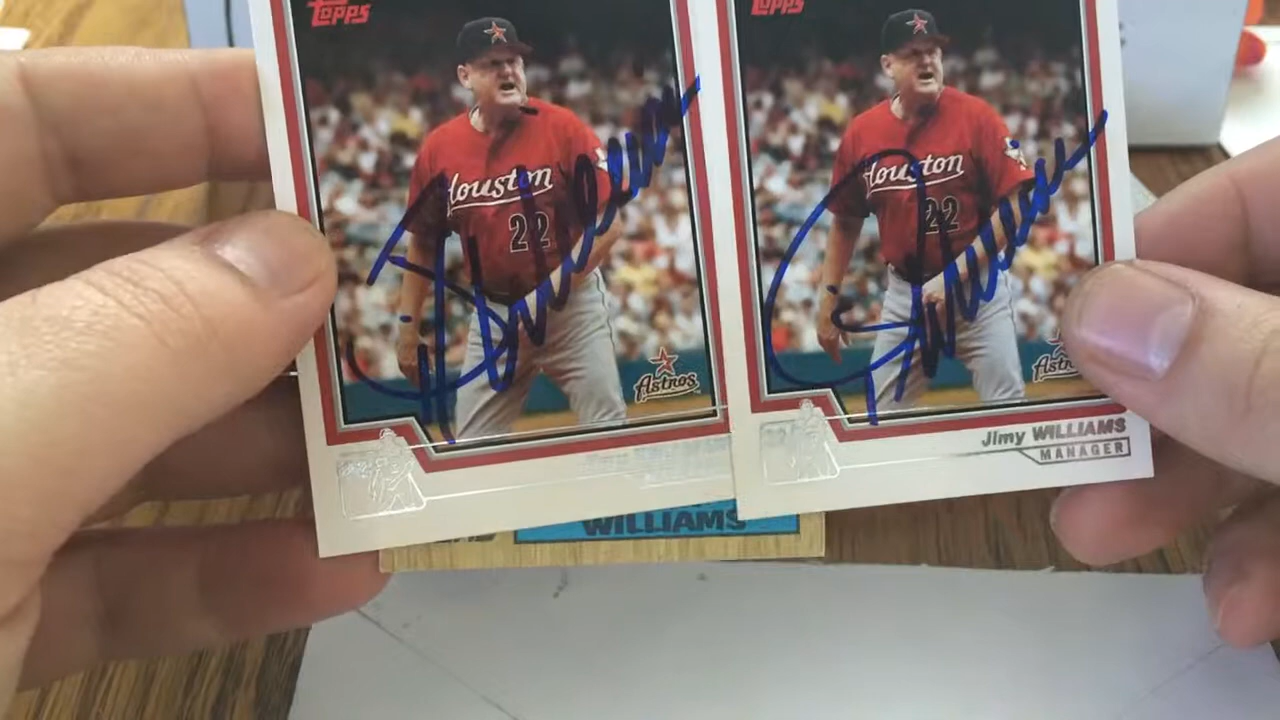 Topps
Houston
22
Astros
Topps
Houston
22
Astros
Jimy WILLIAMS
MANAGER
WILLIAMS